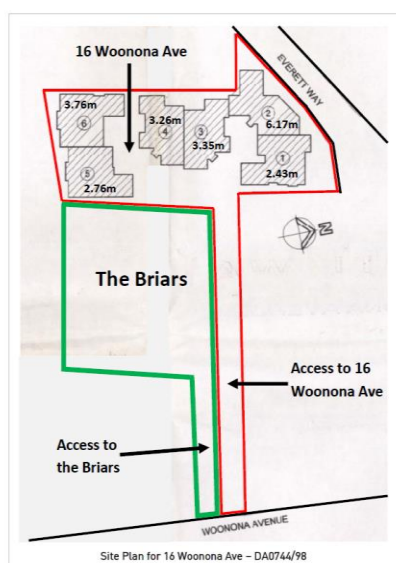 16 Woonona Ave
EVERETT WAY
3.76m
6
3.26m
4
3
3.35m
2
6.17m
1
2.43m
5
2.76m
N
The Briars
Access to 16
Woonona Ave
Access to
the Briars
WOONONA AVENUE
Site Plan for 16 Woonona Ave – DA0744/98